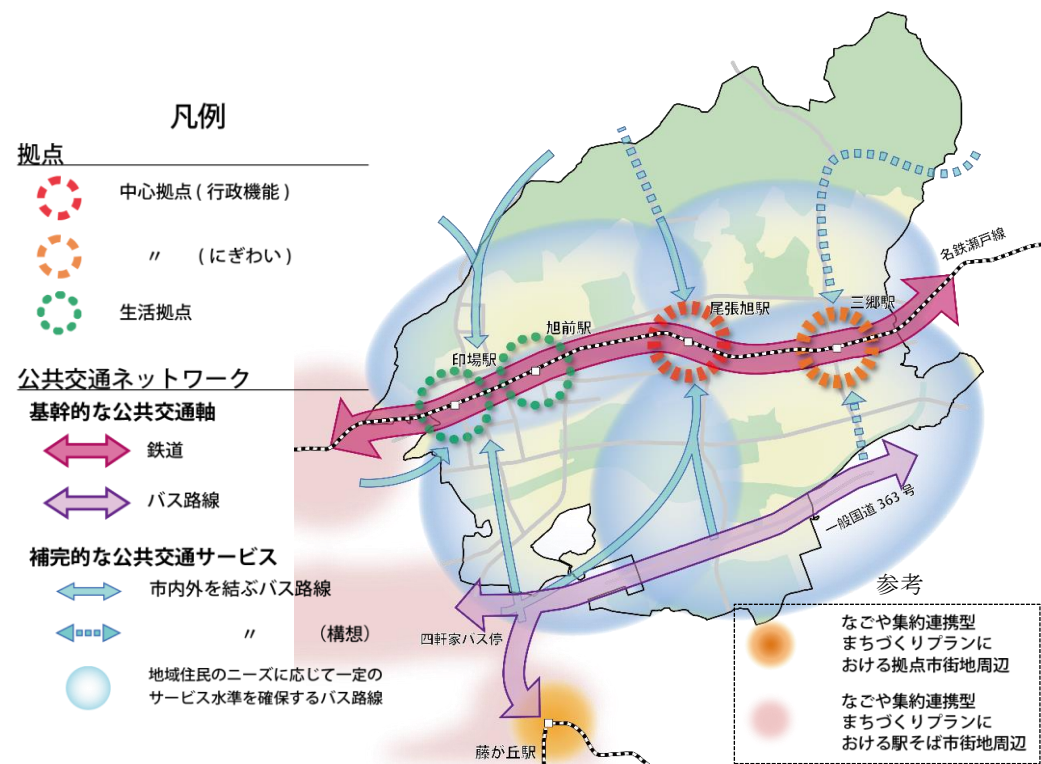 凡例
拠点
中心拠点 ( 行政機能 )
〃 ( にぎわい )
生活拠点
公共交通ネットワーク
基幹的な公共交通軸
鉄道
バス路線
補完的な公共交通サービス
市内外を結ぶバス路線
〃 （構想）
地域住民のニーズに応じて一定の
サービス水準を確保するバス路線
名鉄瀬戸線
三郷駅
尾張旭駅
旭前駅
印場駅
一般国道 363 号
四軒家バス停
藤が丘駅
参考
なごや集約連携型
まちづくりプランに
おける拠点市街地周辺
なごや集約連携型
まちづくりプランに
おける駅そば市街地周辺